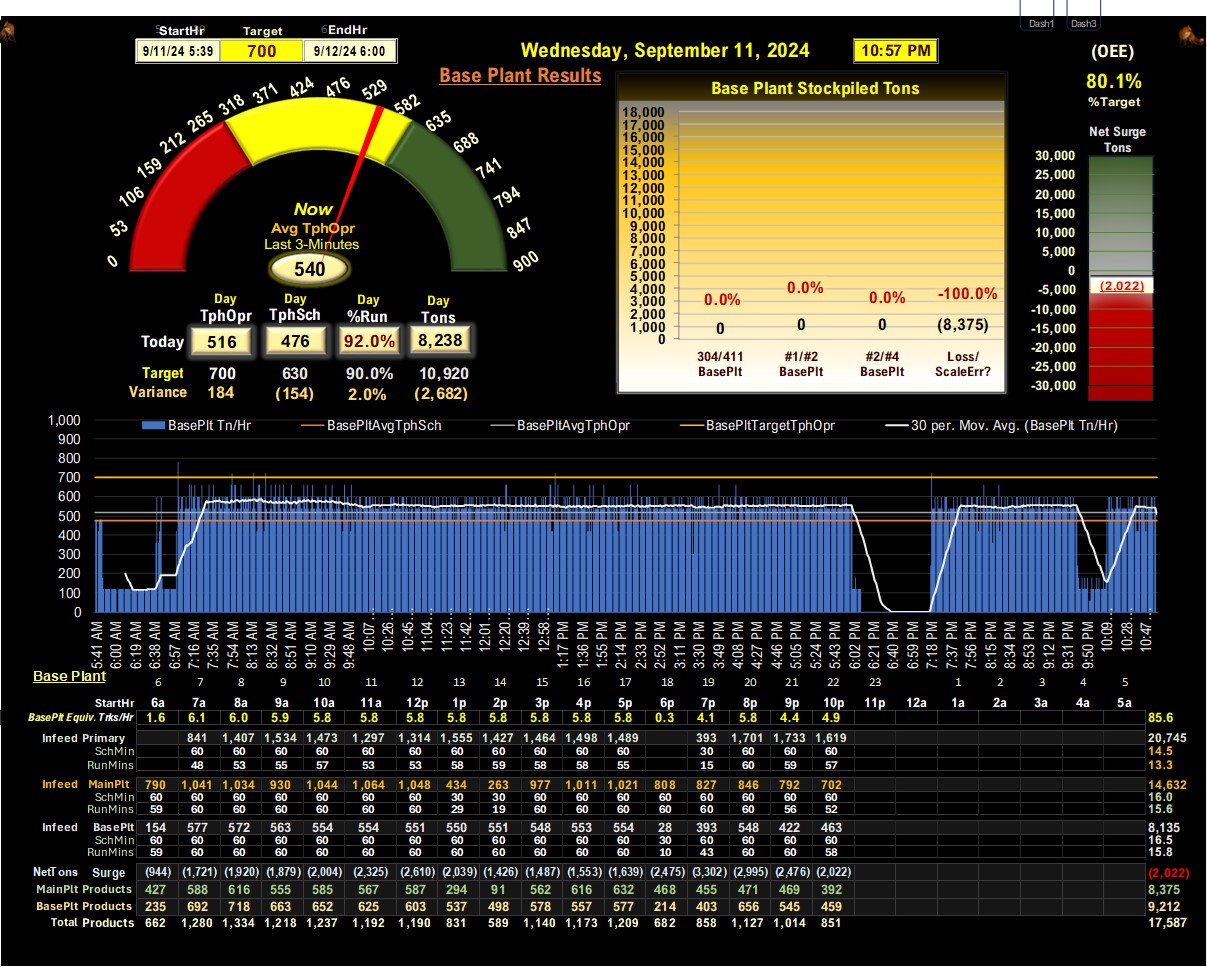 Dash1 Dash3
StartHr Target EndHr
9/11/24 5:39 700 9/12/24 6:00
Wednesday, September 11, 2024 10:57 PM
(OEE)
80.1%
%Target
Base Plant Results
Base Plant Stockpiled Tons
0 53 106 159 212 265 318 371 424 476 529 582 635 688 741 794 847 900
Now
Avg TphOpr
Last 3-Minutes
540
Day TphOpr Day TphSch Day %Run Day Tons
Today 516 476 92.0% 8,238
Target 700 630 90.0% 10,920
Variance 184 (154) 2.0% (2,682)
18,000
17,000
16,000
15,000
14,000
13,000
12,000
11,000
10,000
9,000
8,000
7,000
6,000
5,000
4,000
3,000
2,000
1,000
0
0.0% 0.0% 0.0% -100.0%
0 0 0 (8,375)
304/411 BasePlt #1/#2 BasePlt #2/#4 BasePlt Loss/ ScaleErr?
Net Surge
Tons
30,000
25,000
20,000
15,000
10,000
5,000
0
-5,000
-10,000
-15,000
-20,000
-25,000
-30,000
(2,022)
BasePlt Tn/Hr BasePltAvgTphSch BasePltAvgTphOpr BasePltTargetTphOpr 30 per. Mov. Avg. (BasePlt Tn/Hr)
1,000
900
800
700
600
500
400
300
200
100
0
5:41 AM 6:00 AM 6:19 AM 6:38 AM 6:57 AM 7:16 AM 7:35 AM 7:54 AM 8:13 AM 8:32 AM 8:51 AM 9:10 AM 9:29 AM 9:48 AM 10:07... 10:26... 10:45... 11:04... 11:23... 11:42... 12:01... 12:20... 12:39... 12:58... 1:17 PM 1:36 PM 1:55 PM 2:14 PM 2:33 PM 2:52 PM 3:11 PM 3:30 PM 3:49 PM 4:08 PM 4:27 PM 4:46 PM 5:05 PM 5:24 PM 5:43 PM 6:02 PM 6:21 PM 6:40 PM 6:59 PM 7:18 PM 7:37 PM 7:56 PM 8:15 PM 8:34 PM 8:53 PM 9:12 PM 9:31 PM 9:50 PM 10:09... 10:28... 10:47...
Base Plant
6 7 8 9 10 11 12 13 14 15 16 17 18 19 20 21 22 23 1 2 3 4 5
StartHr 6a 7a 8a 9a 10a 11a 12p 1p 2p 3p 4p 5p 6p 7p 8p 9p 10p 11p 12a 1a 2a 3a 4a 5a
BasePlt Equiv. Trks/Hr 1.6 6.1 6.0 5.9 5.8 5.8 5.8 5.8 5.8 5.8 5.8 5.8 0.3 4.1 5.8 4.4 4.9 85.6
Infeed Primary 841 1,407 1,534 1,473 1,297 1,314 1,555 1,427 1,464 1,498 1,489 393 1,701 1,733 1,619 20,745
SchMin 60 60 60 60 60 60 60 60 60 60 60 30 60 60 60 14.5
RunMins 48 53 55 57 53 53 58 59 58 58 55 15 60 59 57 13.3
Infeed MainPlt 790 1,041 1,034 930 1,044 1,064 1,048 434 263 977 1,011 1,021 808 827 846 792 702 14,632
SchMin 60 60 60 60 60 60 60 30 30 60 60 60 60 60 60 60 60 16.0
RunMins 59 60 60 60 60 60 60 29 19 60 60 60 60 60 60 56 52 15.6
Infeed BasePlt 154 577 572 563 554 554 551 550 551 548 553 554 28 393 548 422 463 8,135
SchMin 60 60 60 60 60 60 60 60 60 60 60 60 30 60 60 60 60 16.5
RunMins 59 60 60 60 60 60 60 60 60 60 60 60 10 43 60 60 58 15.8
NetTons Surge (944) (1,721) (1,920) (1,879) (2,004) (2,325) (2,610) (2,039) (1,426) (1,487) (1,553) (1,639) (2,475) (3,302) (2,995) (2,476) (2,022) (2,022)
MainPlt Products 427 588 616 555 585 567 587 294 91 562 616 632 468 455 471 469 392 8,375
BasePlt Products 235 692 718 663 652 625 603 537 498 578 557 577 214 403 656 545 459 9,212
Total Products 662 1,280 1,334 1,218 1,237 1,192 1,190 831 589 1,140 1,173 1,209 682 858 1,127 1,014 851 17,587